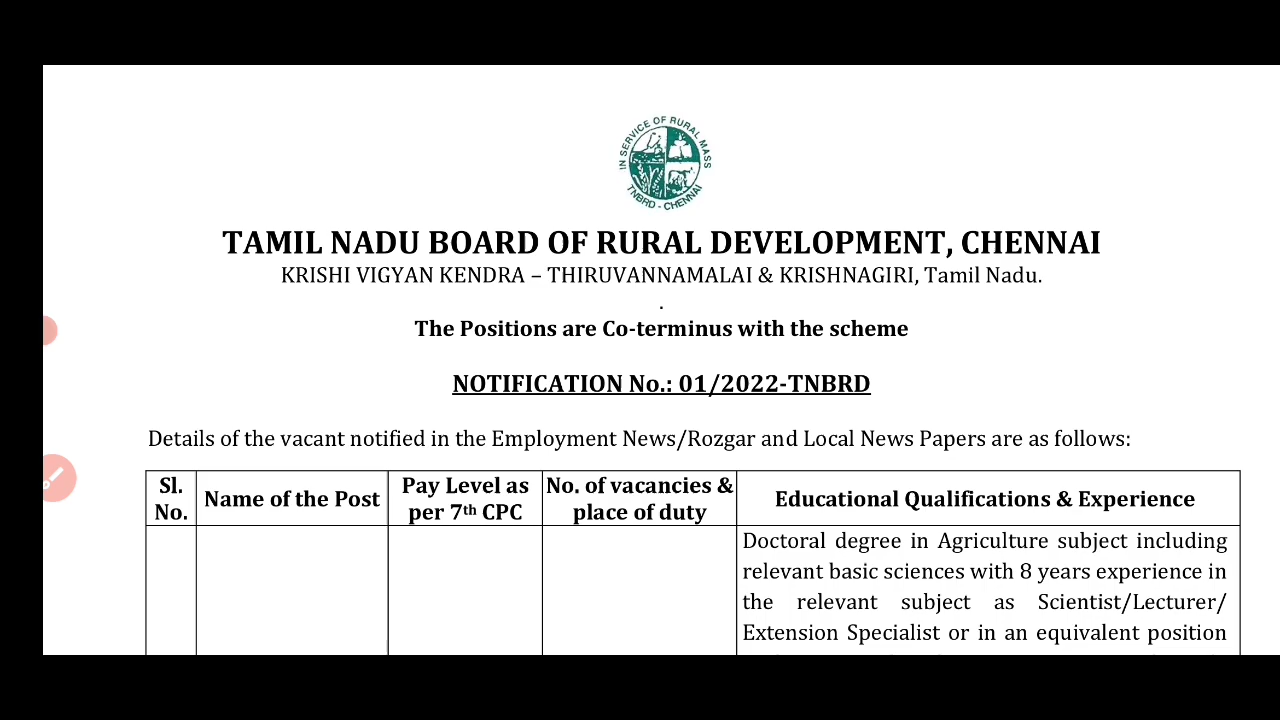 IN SERVICE OF RURAL MASS
TNBRD - CHENNAI
TAMIL NADU BOARD OF RURAL DEVELOPMENT, CHENNAI
KRISHI VIGYAN KENDRA – THIRUVANNAMALAI & KRISHNAGIRI, Tamil Nadu.
.
The Positions are Co-terminus with the scheme
NOTIFICATION No.: 01/2022-TNBRD
Details of the vacant notified in the Employment News/Rozgar and Local News Papers are as follows:
Sl. No.
Name of the Post
Pay Level as per 7th CPC
No. of vacancies & place of duty
Educational Qualifications & Experience
Doctoral degree in Agriculture subject including
relevant basic sciences with 8 years experience in
the relevant subject as Scientist/Lecturer/
Extension Specialist or in an equivalent position